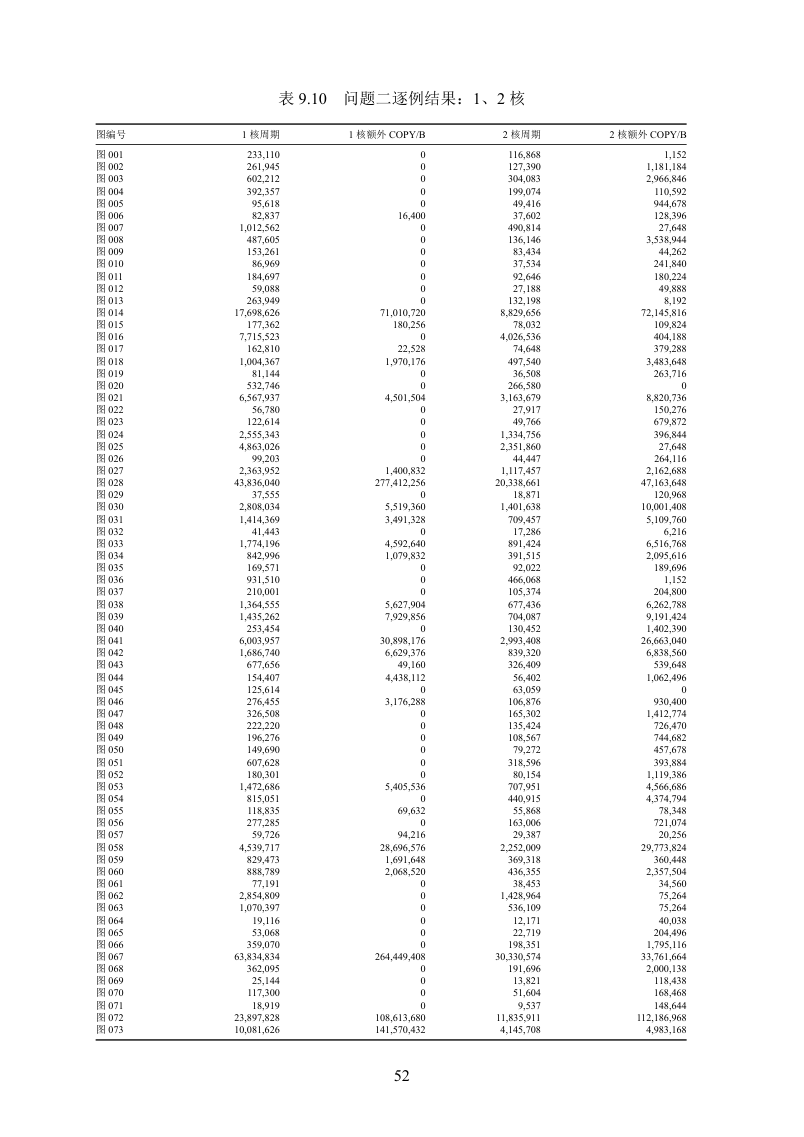 表 9.10 问题二逐例结果：1、2 核
图编号 1 核周期 1 核额外 COPY/B 2 核周期 2 核额外 COPY/B
图 001 233,110 0 116,868 1,152
图 002 261,945 0 127,390 1,181,184
图 003 602,212 0 304,083 2,966,846
图 004 392,357 0 199,074 110,592
图 005 95,618 0 49,416 944,678
图 006 82,837 16,400 37,602 128,396
图 007 1,012,562 0 490,814 27,648
图 008 487,605 0 136,146 3,538,944
图 009 153,261 0 83,434 44,262
图 010 86,969 0 37,534 241,840
图 011 184,697 0 92,646 180,224
图 012 59,088 0 27,188 49,888
图 013 263,949 0 132,198 8,192
图 014 17,698,626 71,010,720 8,829,656 72,145,816
图 015 177,362 180,256 78,032 109,824
图 016 7,715,523 0 4,026,536 404,188
图 017 162,810 22,528 74,648 379,288
图 018 1,004,367 1,970,176 497,540 3,483,648
图 019 81,144 0 36,508 263,716
图 020 532,746 0 266,580 0
图 021 6,567,937 4,501,504 3,163,679 8,820,736
图 022 56,780 0 27,917 150,276
图 023 122,614 0 49,766 679,872
图 024 2,555,343 0 1,334,756 396,844
图 025 4,863,026 0 2,351,860 27,648
图 026 99,203 0 44,447 264,116
图 027 2,363,952 1,400,832 1,117,457 2,162,688
图 028 43,836,040 277,412,256 20,338,661 47,163,648
图 029 37,555 0 18,871 120,968
图 030 2,808,034 5,519,360 1,401,638 10,001,408
图 031 1,414,369 3,491,328 709,457 5,109,760
图 032 41,443 0 17,286 6,216
图 033 1,774,196 4,592,640 891,424 6,516,768
图 034 842,996 1,079,832 391,515 2,095,616
图 035 169,571 0 92,022 189,696
图 036 931,510 0 466,068 1,152
图 037 210,001 0 105,374 204,800
图 038 1,364,555 5,627,904 677,436 6,262,788
图 039 1,435,262 7,929,856 704,087 9,191,424
图 040 253,454 0 130,452 1,402,390
图 041 6,003,957 30,898,176 2,993,408 26,663,040
图 042 1,686,740 6,629,376 839,320 6,838,560
图 043 677,656 49,160 326,409 539,648
图 044 154,407 4,438,112 56,402 1,062,496
图 045 125,614 0 63,059 0
图 046 276,455 3,176,288 106,876 930,400
图 047 326,508 0 165,302 1,412,774
图 048 222,220 0 135,424 726,470
图 049 196,276 0 108,567 744,682
图 050 149,690 0 79,272 457,678
图 051 607,628 0 318,596 393,884
图 052 180,301 0 80,154 1,119,386
图 053 1,472,686 5,405,536 707,951 4,566,686
图 054 815,051 0 440,915 4,374,794
图 055 118,835 69,632 55,868 78,348
图 056 277,285 0 163,006 721,074
图 057 59,726 94,216 29,387 20,256
图 058 4,539,717 28,696,576 2,252,009 29,773,824
图 059 829,473 1,691,648 369,318 360,448
图 060 888,789 2,068,520 436,355 2,357,504
图 061 77,191 0 38,453 34,560
图 062 2,854,809 0 1,428,964 75,264
图 063 1,070,397 0 536,109 75,264
图 064 19,116 0 12,171 40,038
图 065 53,068 0 22,719 204,496
图 066 359,070 0 198,351 1,795,116
图 067 63,834,834 264,449,408 30,330,574 33,761,664
图 068 362,095 0 191,696 2,000,138
图 069 25,144 0 13,821 118,438
图 070 117,300 0 51,604 168,468
图 071 18,919 0 9,537 148,644
图 072 23,897,828 108,613,680 11,835,911 112,186,968
图 073 10,081,626 141,570,432 4,145,708 4,983,168
52